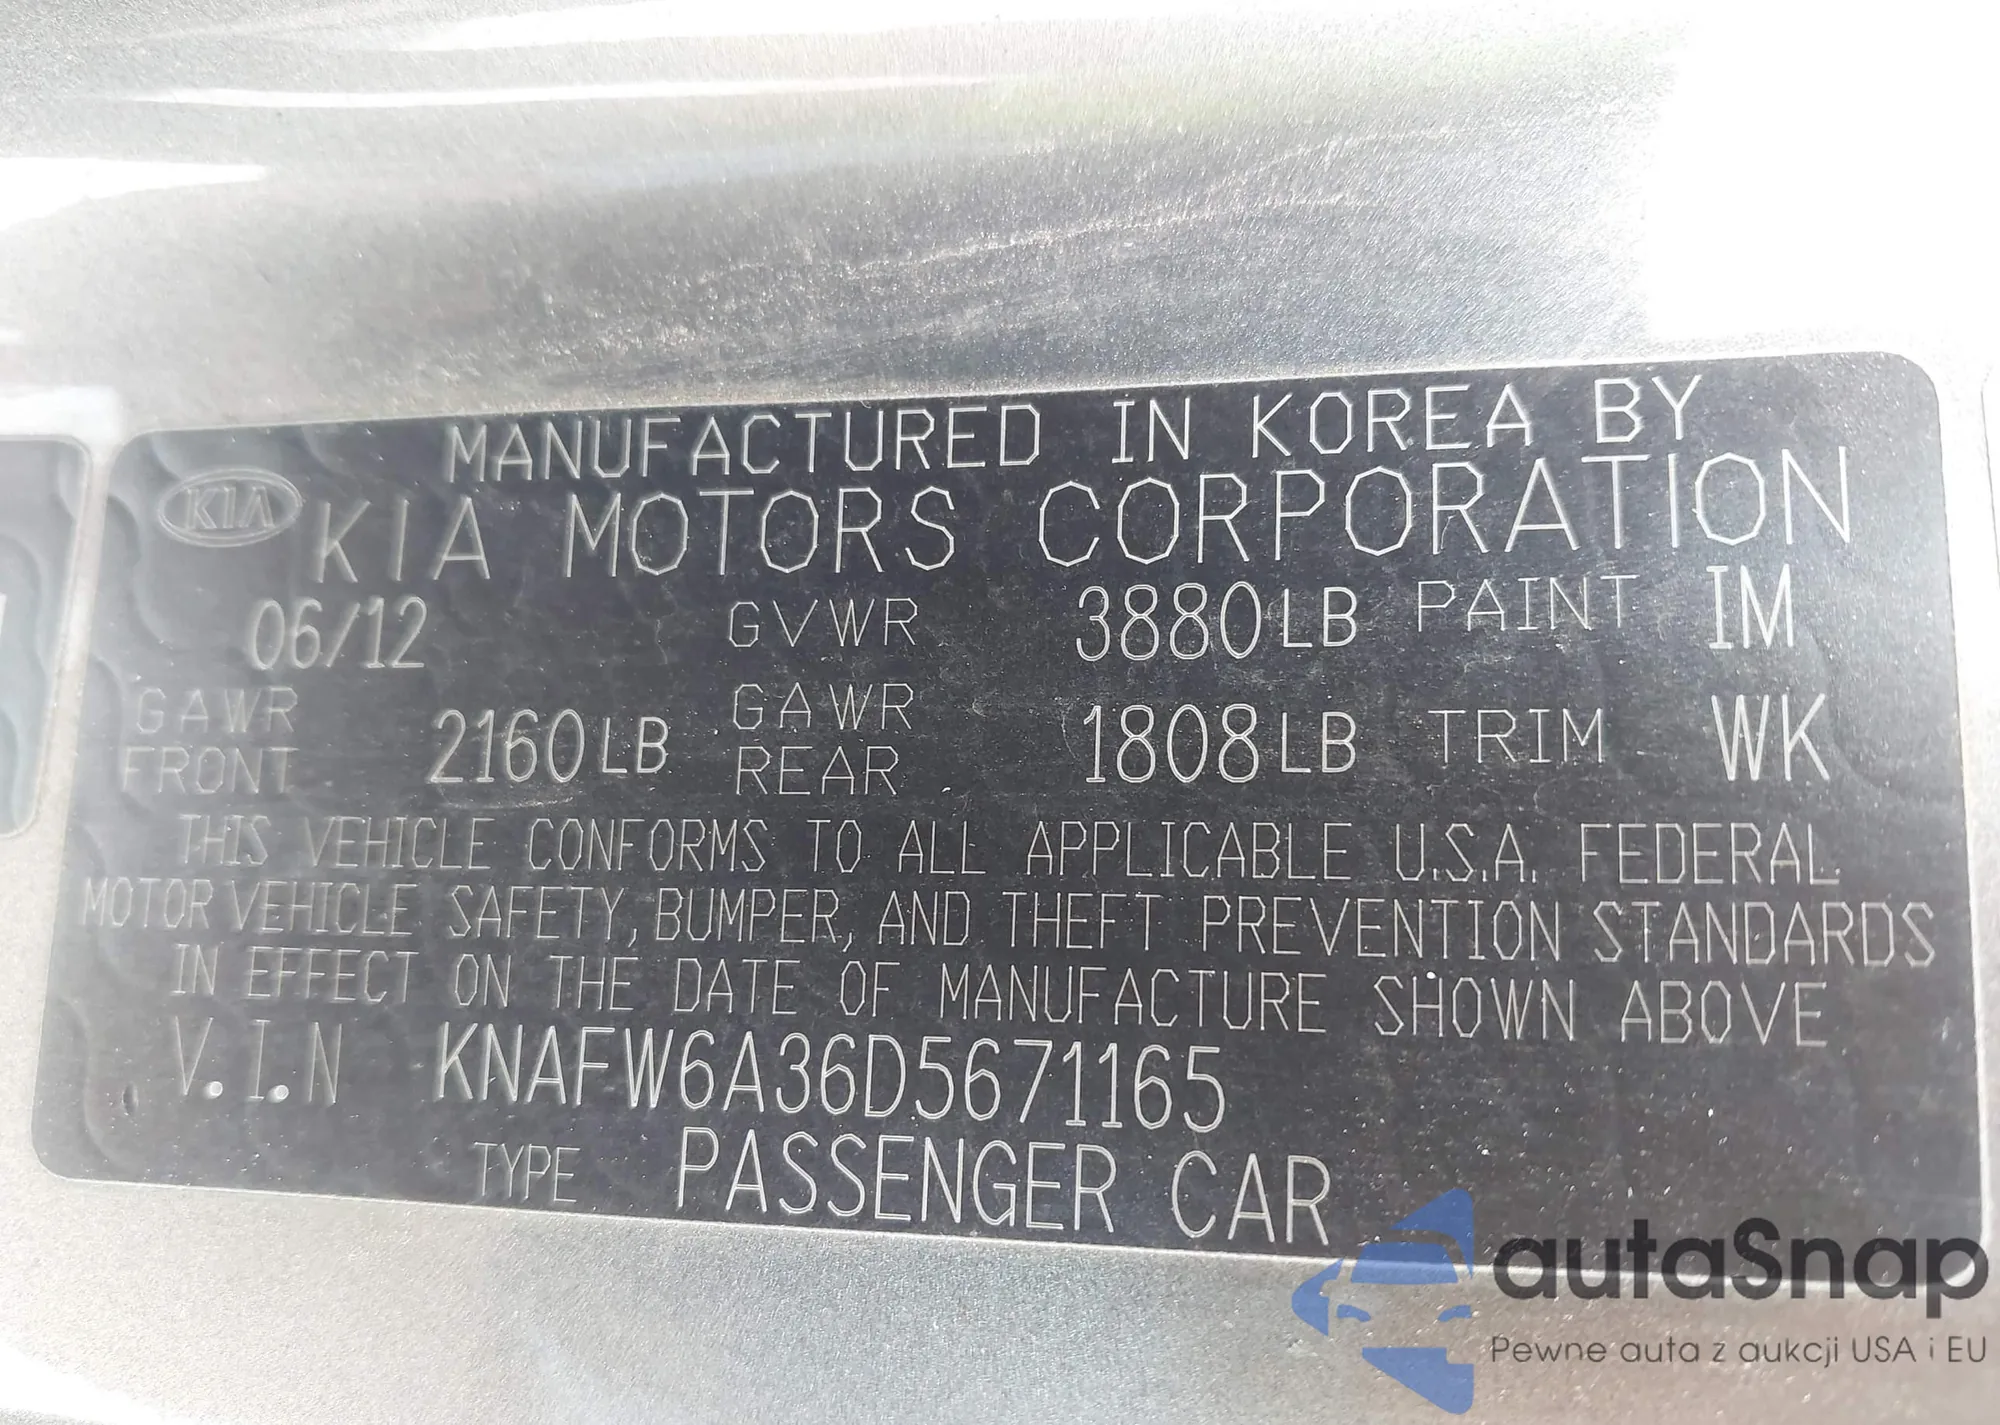 MANUFACTURED IN KOREA BY
KIA KIA MOTORS CORPORATION
06/12 GVWR 3880LB PAINT IM
GAWR FRONT 2160LB GAWR REAR 1808LB TRIM WK
THIS VEHICLE CONFORMS TO ALL APPLICABLE U.S.A. FEDERAL
MOTOR VEHICLE SAFETY, BUMPER, AND THEFT PREVENTION STANDARDS
IN EFFECT ON THE DATE OF MANUFACTURE SHOWN ABOVE
V.I.N KNAFW6A36D5671165
TYPE PASSENGER CAR
autaSnap
Pewne auta z aukcji USA i EU